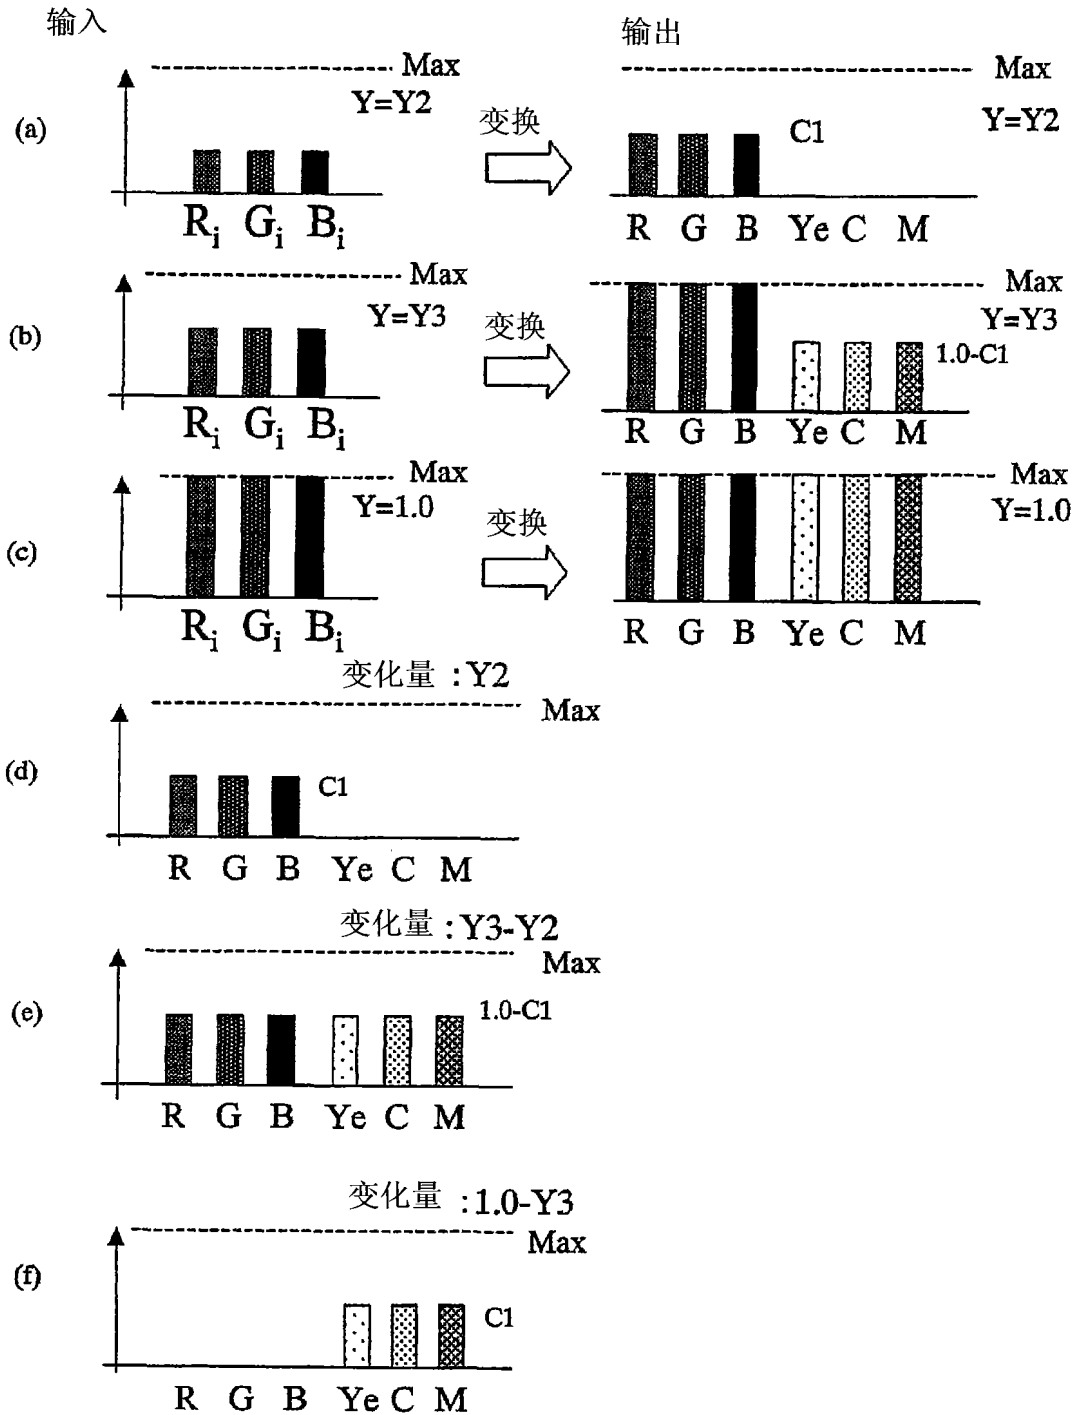 输入
输出
(a)
Max
Y=Y2
变换
C1
Max
Y=Y2
Ri Gi Bi
R G B Ye C M
(b)
Max
Y=Y3
变换
Max
Y=Y3
1.0-C1
Ri Gi Bi
R G B Ye C M
(c)
Max
Y=1.0
变换
Max
Y=1.0
Ri Gi Bi
R G B Ye C M
变化量 :Y2
Max
(d)
C1
R G B Ye C M
变化量 :Y3-Y2
Max
(e)
1.0-C1
R G B Ye C M
变化量 :1.0-Y3
Max
(f)
C1
R G B Ye C M